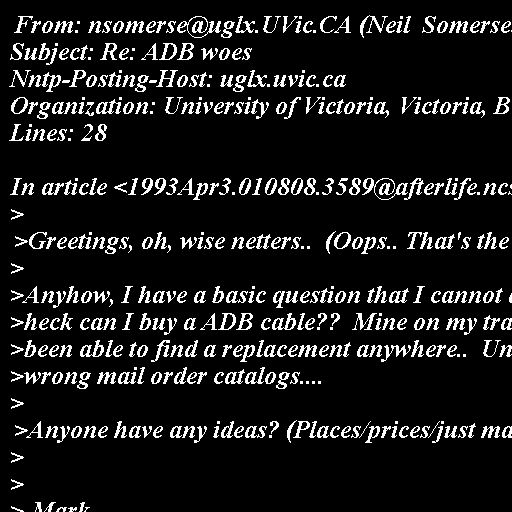 From: nsomerse@uglx.UVic.CA (Neil  Somerse
Subject: Re: ADB woes
Nntp-Posting-Host: uglx.uvic.ca
Organization: University of Victoria, Victoria, B
Lines: 28

In article <1993Apr3.010808.3589@afterlife.ncs
>
>Greetings, oh, wise netters..  (Oops.. That's the
>
>Anyhow, I have a basic question that I cannot
>heck can I buy a ADB cable??  Mine on my tra
>been able to find a replacement anywhere..  Un
>wrong mail order catalogs....
>
>Anyone have any ideas? (Places/prices/just ma
>
>
> Mark